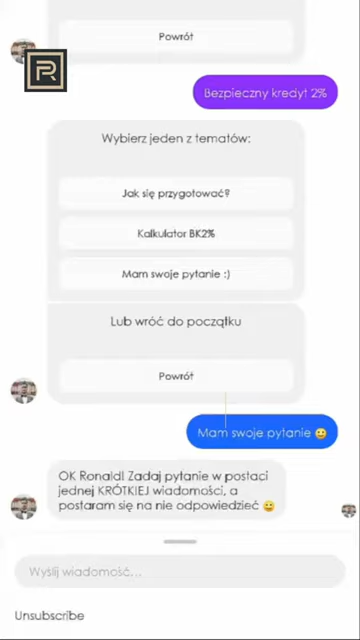 Powrót
Bezpieczny kredyt 2%
Wybierz jeden z tematów:
Jak się przygotować?
Kalkulator BK2%
Mam swoje pytanie :)
Lub wróć do początku
Powrót
Mam swoje pytanie 😀
OK Ronald! Zadaj pytanie w postaci
jednej KRÓTKIEJ wiadomości, a
postaram się na nie odpowiedzieć 😀
Wyślij wiadomość...
Unsubscribe